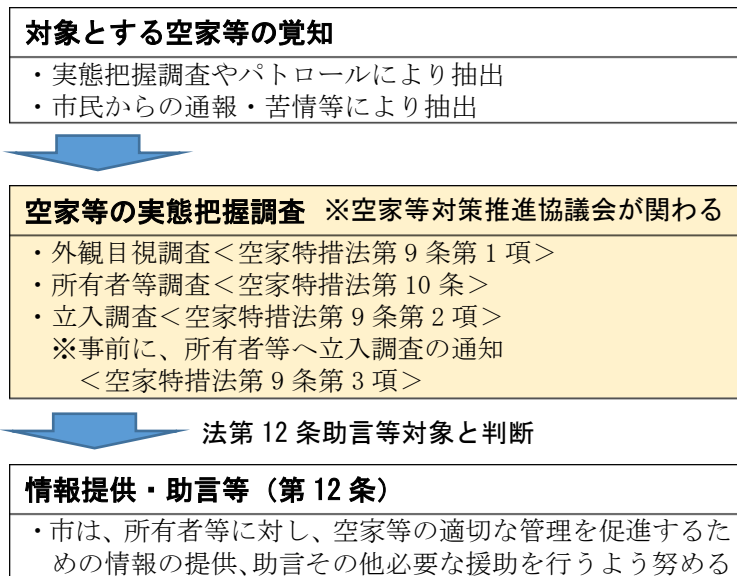 対象とする空家等の覚知
・実態把握調査やパトロールにより抽出
・市民からの通報・苦情等により抽出
空家等の実態把握調査 ※空家等対策推進協議会が関わる
・外観目視調査＜空家特措法第9条第1項＞
・所有者等調査＜空家特措法第10条＞
・立入調査＜空家特措法第9条第2項＞
※事前に、所有者等へ立入調査の通知
＜空家特措法第9条第3項＞
法第12条助言等対象と判断
情報提供・助言等（第12条）
・市は、所有者等に対し、空家等の適切な管理を促進するた
めの情報の提供、助言その他必要な援助を行うよう努める